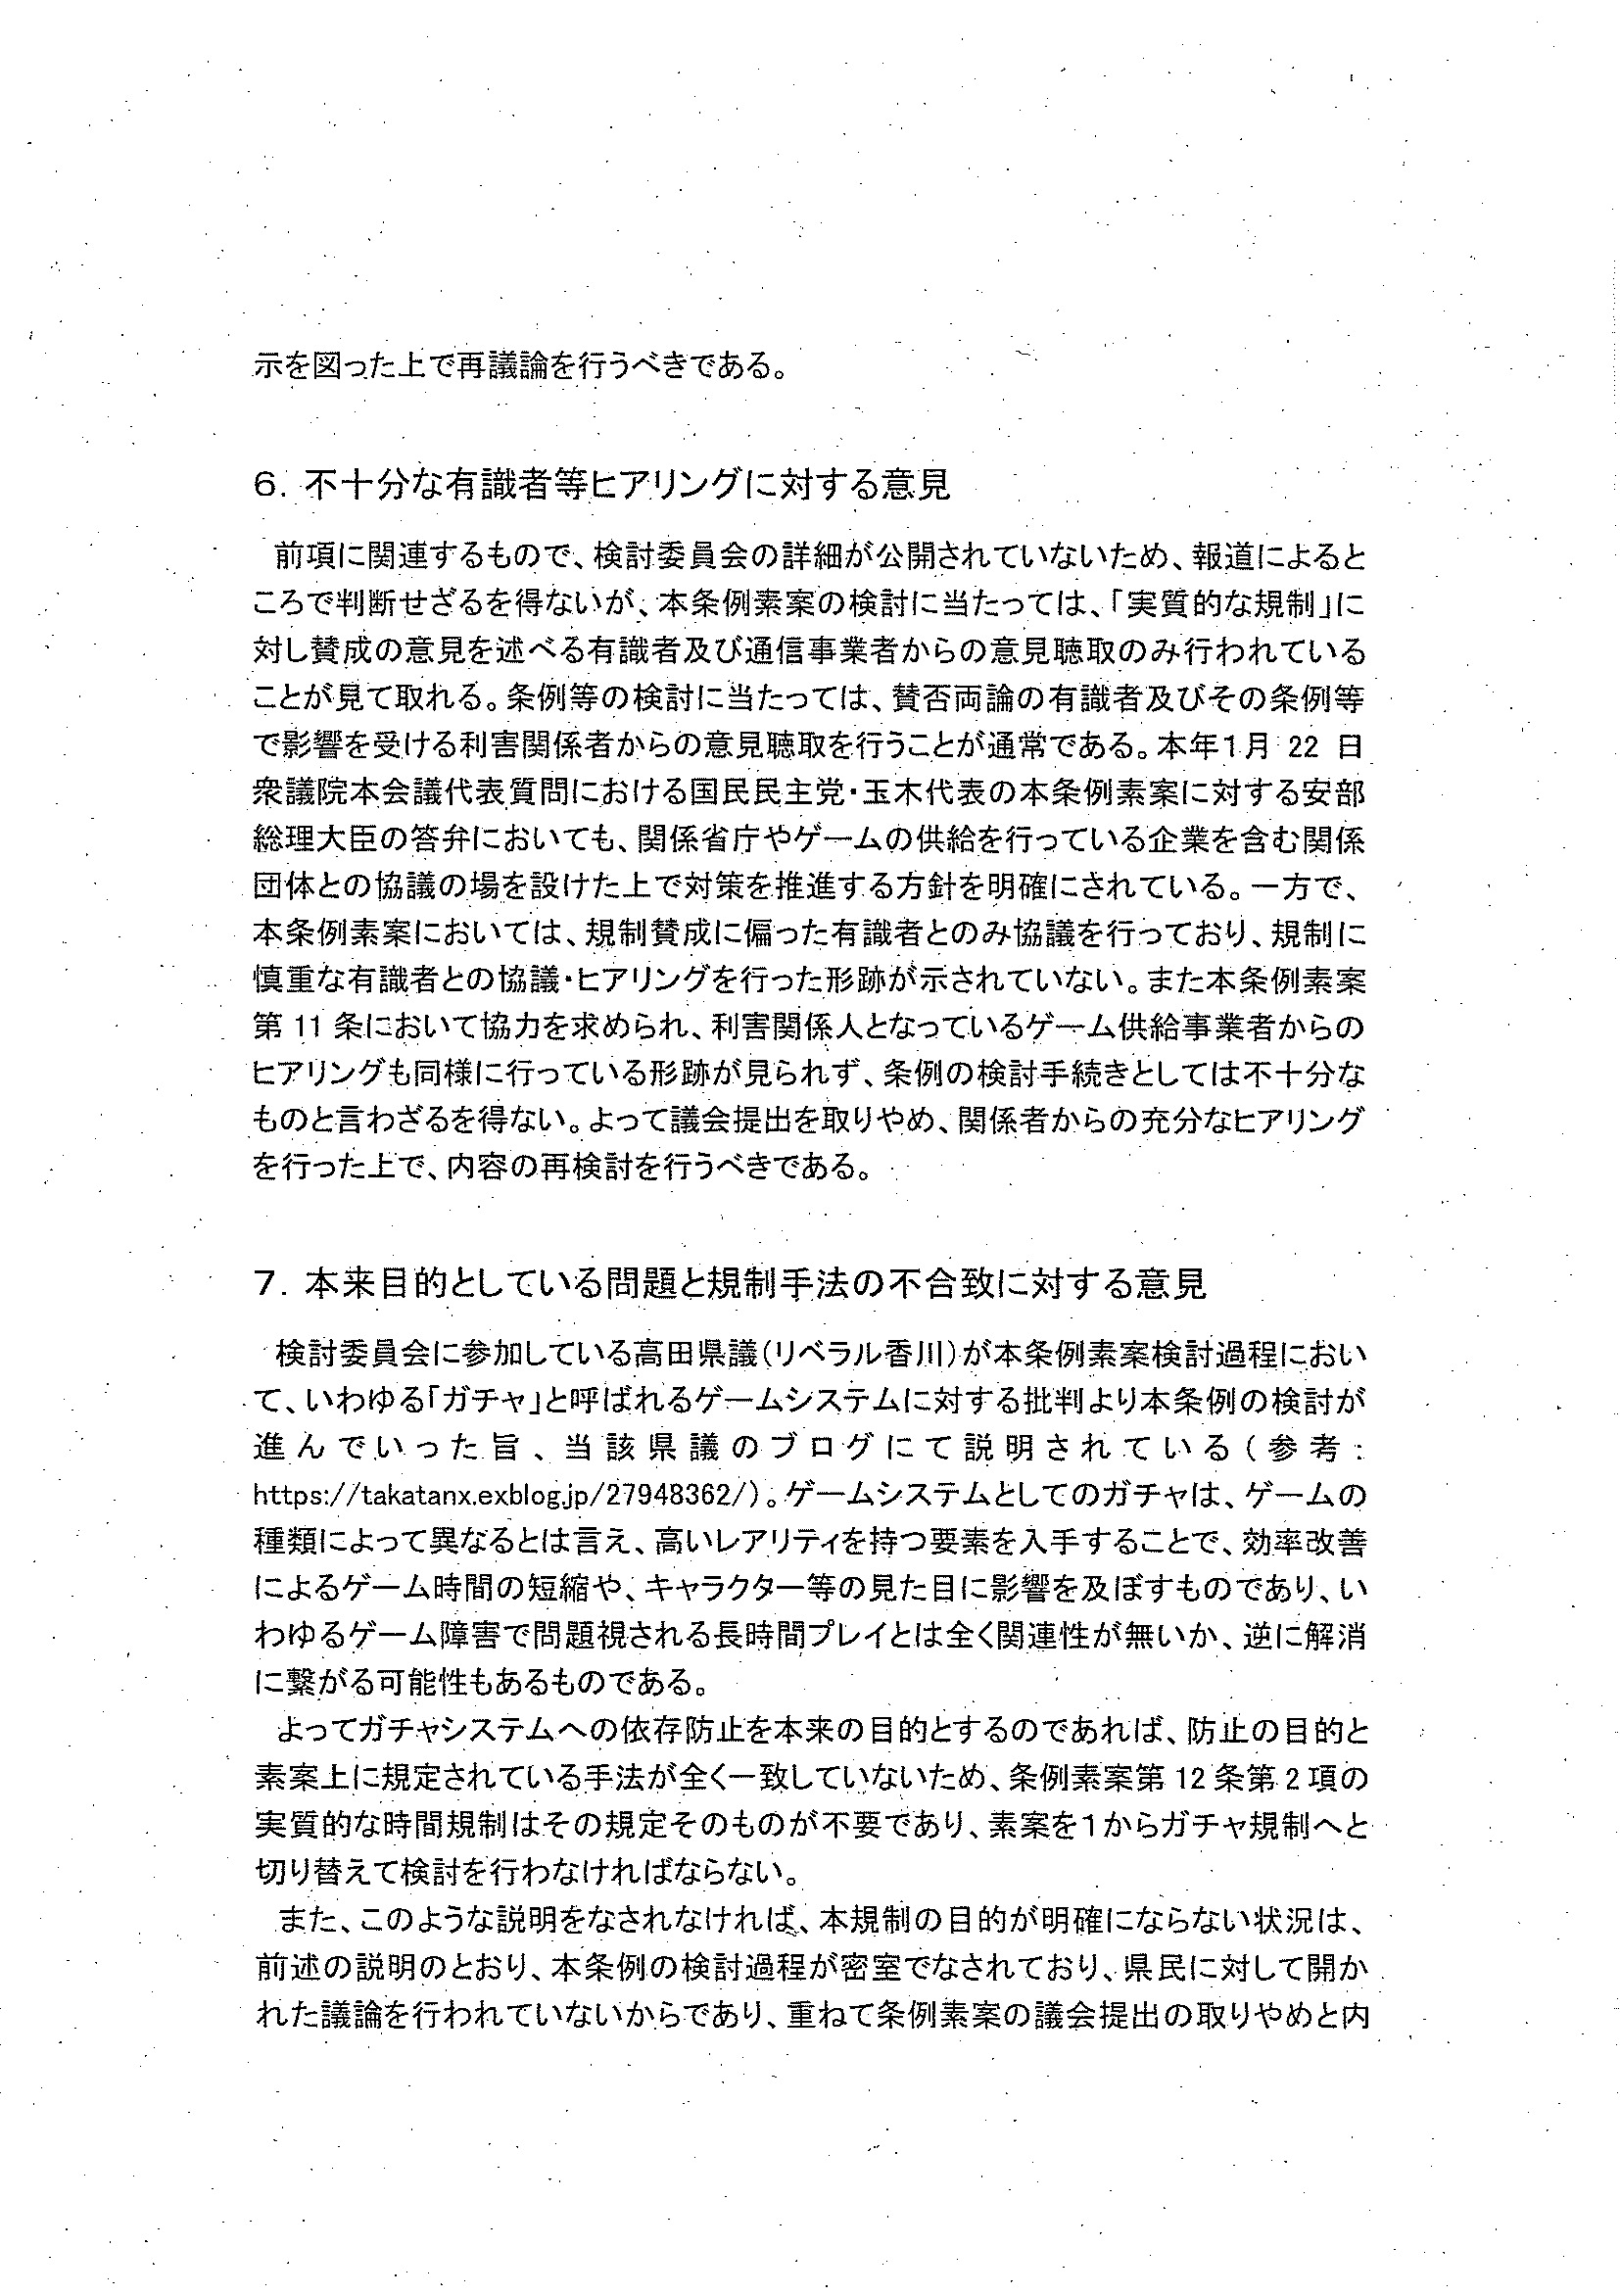 示を図った上で再議論を行うべきである。
6. 不十分な有識者等ヒアリングに対する意見
前項に関連するもので、検討委員会の詳細が公開されていないため、報道によると
ころで判断せざるを得ないが、本条例素案の検討に当たっては、「実質的な規制」に
対し賛成の意見を述べる有識者及び通信事業者からの意見聴取のみ行われている
ことが見て取れる。条例等の検討に当たっては、賛否両論の有識者及びその条例等
で影響を受ける利害関係者からの意見聴取を行うことが通常である。本年1月 22 日
衆議院本会議代表質問における国民民主党・玉木代表の本条例素案に対する安部
総理大臣の答弁においても、関係省庁やゲームの供給を行っている企業を含む関係
団体との協議の場を設けた上で対策を推進する方針を明確にされている。一方で、
本条例素案においては、規制賛成に偏った有識者とのみ協議を行っており、規制に
慎重な有識者との協議・ヒアリングを行った形跡が示されていない。また本条例素案
第 11 条において協力を求められ、利害関係人となっているゲーム供給事業者からの
ヒアリングも同様に行っている形跡が見られず、条例の検討手続きとしては不十分な
ものと言わざるを得ない。よって議会提出を取りやめ、関係者からの充分なヒアリング
を行った上で、内容の再検討を行うべきである。
7. 本来目的としている問題と規制手法の不合致に対する意見
検討委員会に参加している高田県議(リベラル香川)が本条例素案検討過程におい
て、いわゆる「ガチャ」と呼ばれるゲームシステムに対する批判より本条例の検討が
進んでいった旨、当該県議のブログにて説明されている(参考:
https://takatanx.exblog.jp/27948362/)。ゲームシステムとしてのガチャは、ゲームの
種類によって異なるとは言え、高いレアリティを持つ要素を入手することで、効率改善
によるゲーム時間の短縮や、キャラクター等の見た目に影響を及ぼすものであり、い
わゆるゲーム障害で問題視される長時間プレイとは全く関連性が無いか、逆に解消
に繋がる可能性もあるものである。
よってガチャシステムへの依存防止を本来の目的とするのであれば、防止の目的と
素案上に規定されている手法が全く一致していないため、条例素案第 12 条第 2 項の
実質的な時間規制はその規定そのものが不要であり、素案を1からガチャ規制へと
切り替えて検討を行わなければならない。
また、このような説明をなされなければ、本規制の目的が明確にならない状況は、
前述の説明のとおり、本条例の検討過程が密室でなされており、県民に対して開か
れた議論を行われていないからであり、重ねて条例素案の議会提出の取りやめと内